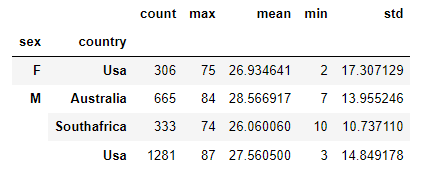 count max mean min std
sex country
F Usa 306 75 26.934641 2 17.307129
M Australia 665 84 28.566917 7 13.955246
Southafrica 333 74 26.060060 10 10.737110
Usa 1281 87 27.560500 3 14.849178